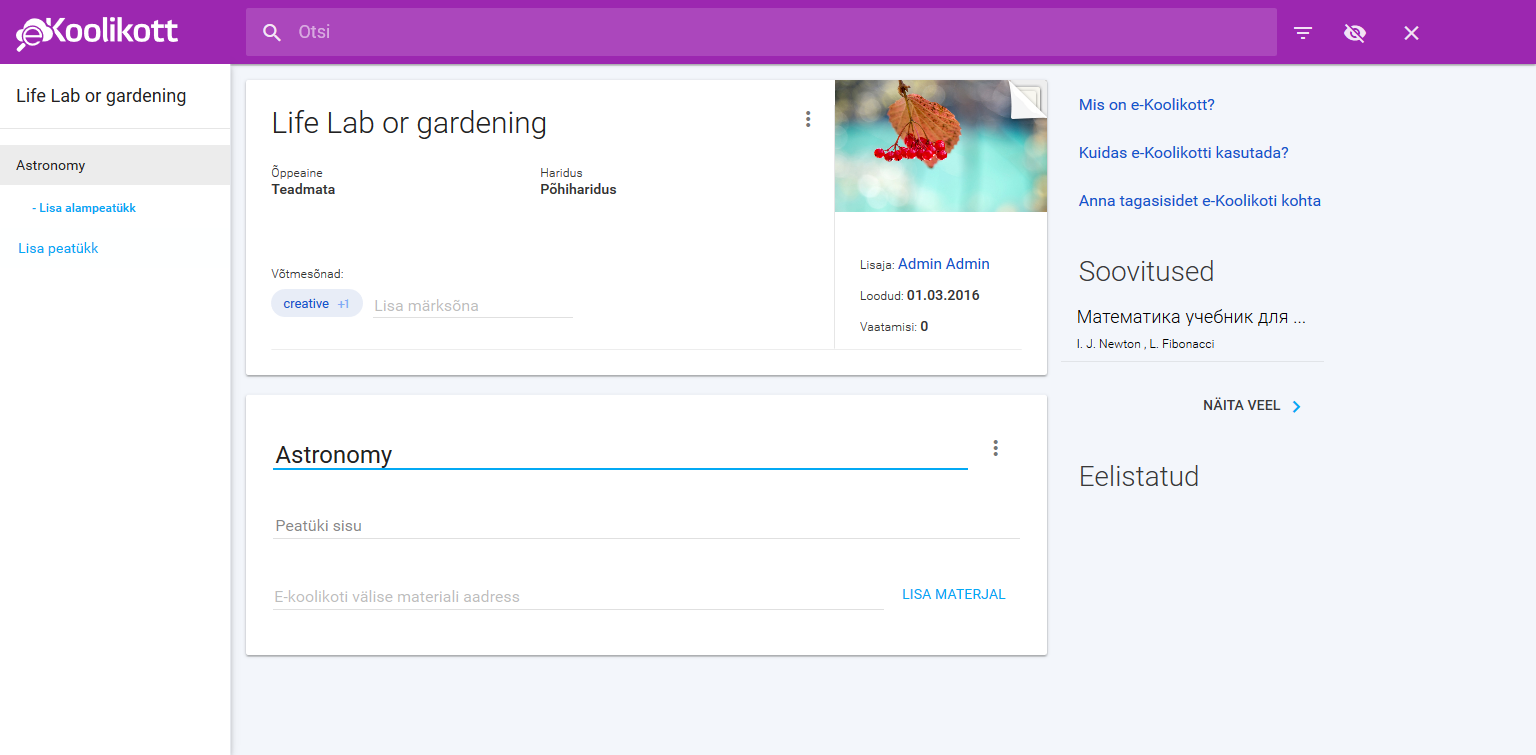 eKoolikott
Otsi
Life Lab or gardening
Astronomy
- Lisa alampeatükk
Lisa peatükk
Life Lab or gardening
Õppeaine
Teadmata
Haridus
Põhiharidus
Võtmesõnad:
creative +1
Lisa märksõna
Lisaja: Admin Admin
Loodud: 01.03.2016
Vaatamisi: 0
Astronomy
Peatüki sisu
E-koolikoti välise materiali aadress
LISA MATERJAL
Mis on e-Koolikott?
Kuidas e-Koolikotti kasutada?
Anna tagasisidet e-Koolikoti kohta
Soovitused
Математика учебник для ...
I. J. Newton , L. Fibonacci
NÄITA VEEL
Eelistatud